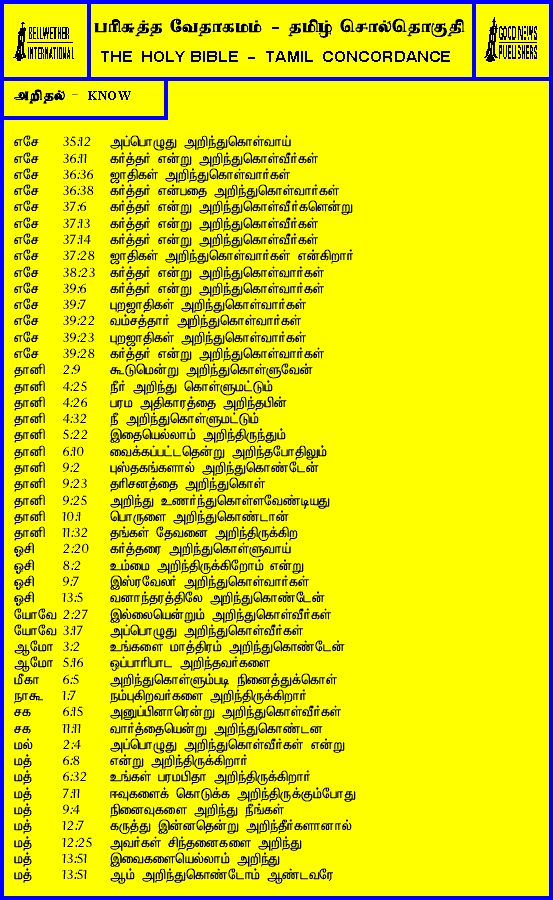 BELLWETHER
INTERNATIONAL
பரிசுத்த வேதாகமம் - தமிழ் சொல்தொகுதி
THE HOLY BIBLE - TAMIL CONCORDANCE
GOOD NEWS
PUBLISHERS
அறிதல் - KNOW
எசே 35:12 அப்பொழுது அறிந்துகொள்வாய்
எசே 36:11 கர்த்தர் என்று அறிந்துகொள்வீர்கள்
எசே 36:36 ஜாதிகள் அறிந்துகொள்வார்கள்
எசே 36:38 கர்த்தர் என்பதை அறிந்துகொள்வார்கள்
எசே 37:6 கர்த்தர் என்று அறிந்துகொள்வீர்களென்று
எசே 37:13 கர்த்தர் என்று அறிந்துகொள்வீர்கள்
எசே 37:14 கர்த்தர் என்று அறிந்துகொள்வீர்கள்
எசே 37:28 ஜாதிகள் அறிந்துகொள்வார்கள் என்கிறார்
எசே 38:23 கர்த்தர் என்று அறிந்துகொள்வார்கள்
எசே 39:6 கர்த்தர் என்று அறிந்துகொள்வார்கள்
எசே 39:7 புறஜாதிகள் அறிந்துகொள்வார்கள்
எசே 39:22 வம்சத்தார் அறிந்துகொள்வார்கள்
எசே 39:23 புறஜாதிகள் அறிந்துகொள்வார்கள்
எசே 39:28 கர்த்தர் என்று அறிந்துகொள்வார்கள்
தானி 2:9 கூடுமென்று அறிந்துகொள்ளுவேன்
தானி 4:25 நீர் அறிந்து கொள்ளுமட்டும்
தானி 4:26 பரம அதிகாரத்தை அறிந்தபின்
தானி 4:32 நீ அறிந்துகொள்ளுமட்டும்
தானி 5:22 இதையெல்லாம் அறிந்திருந்தும்
தானி 6:10 வைக்கப்பட்டதென்று அறிந்தபோதிலும்
தானி 9:2 புஸ்தகங்களால் அறிந்துகொண்டேன்
தானி 9:23 தரிசனத்தை அறிந்துகொள்
தானி 9:25 அறிந்து உணர்ந்துகொள்ளவேண்டியது
தானி 10:1 பொருளை அறிந்துகொண்டான்
தானி 11:32 தங்கள் தேவனை அறிந்திருக்கிற
ஓசி 2:20 கர்த்தரை அறிந்துகொள்ளுவாய்
ஓசி 8:2 உம்மை அறிந்திருக்கிறோம் என்று
ஓசி 9:7 இஸ்ரவேலர் அறிந்துகொள்வார்கள்
ஓசி 13:5 வனாந்தரத்திலே அறிந்துகொண்டேன்
யோவே 2:27 இல்லையென்றும் அறிந்துகொள்வீர்கள்
யோவே 3:17 அப்பொழுது அறிந்துகொள்வீர்கள்
ஆமோ 3:2 உங்களை மாத்திரம் அறிந்துகொண்டேன்
ஆமோ 5:16 ஒப்பாரிபாட அறிந்தவர்களை
மீகா 6:5 அறிந்துகொள்ளும்படி நினைத்துக்கொள்
நாகூ 1:7 நம்புகிறவர்களை அறிந்திருக்கிறார்
சக 6:15 அனுப்பினாரென்று அறிந்துகொள்வீர்கள்
சக 11:11 வார்த்தையென்று அறிந்துகொண்டன
மல் 2:4 அப்பொழுது அறிந்துகொள்வீர்கள் என்று
மத் 6:8 என்று அறிந்திருக்கிறார்
மத் 6:32 உங்கள் பரமபிதா அறிந்திருக்கிறார்
மத் 7:11 ஈவுகளைக் கொடுக்க அறிந்திருக்கும்போது
மத் 9:4 நினைவுகளை அறிந்து நீங்கள்
மத் 12:7 கருத்து இன்னதென்று அறிந்தீர்களானால்
மத் 12:25 அவர்கள் சிந்தனைகளை அறிந்து
மத் 13:51 இவைகளையெல்லாம் அறிந்து
மத் 13:51 ஆம் அறிந்துகொண்டோம் ஆண்டவரே